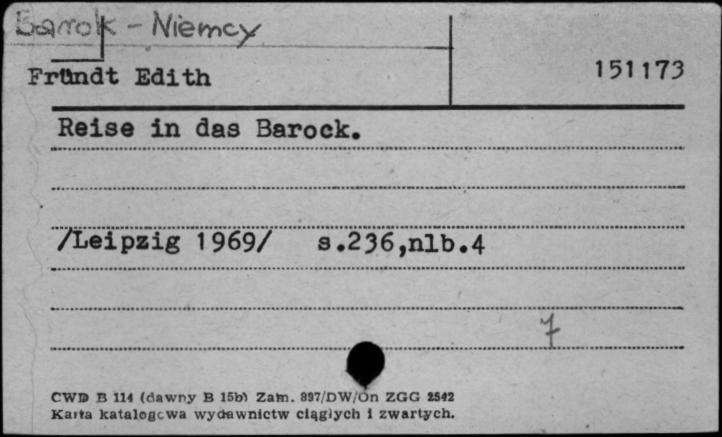 Barok - Niemcy
Fründt Edith
151173
Reise in das Barock.
/Leipzig 1969/ s.236,nlb.4
7
CWD B 114 (dawny B 15b) Zam. 897/DW/On ZGG 2542
Karta katalogowa wydawnictw ciągłych i zwartych.